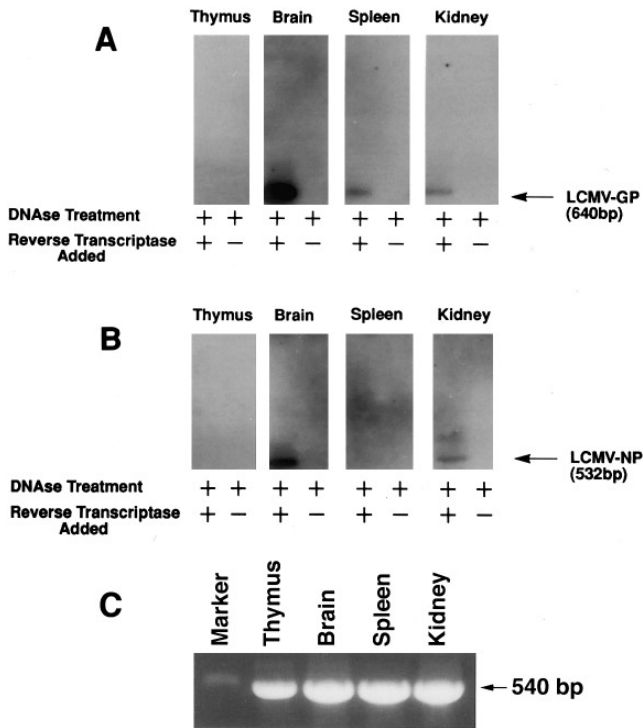 A
Thymus Brain Spleen Kidney
LCMV-GP
(640bp)
DNAse Treatment + + + + + + + +
Reverse Transcriptase
Added + − + − + − + −
B
Thymus Brain Spleen Kidney
LCMV-NP
(532bp)
DNAse Treatment + + + + + + + +
Reverse Transcriptase
Added + − + − + − + −
C
Marker Thymus Brain Spleen Kidney
540 bp